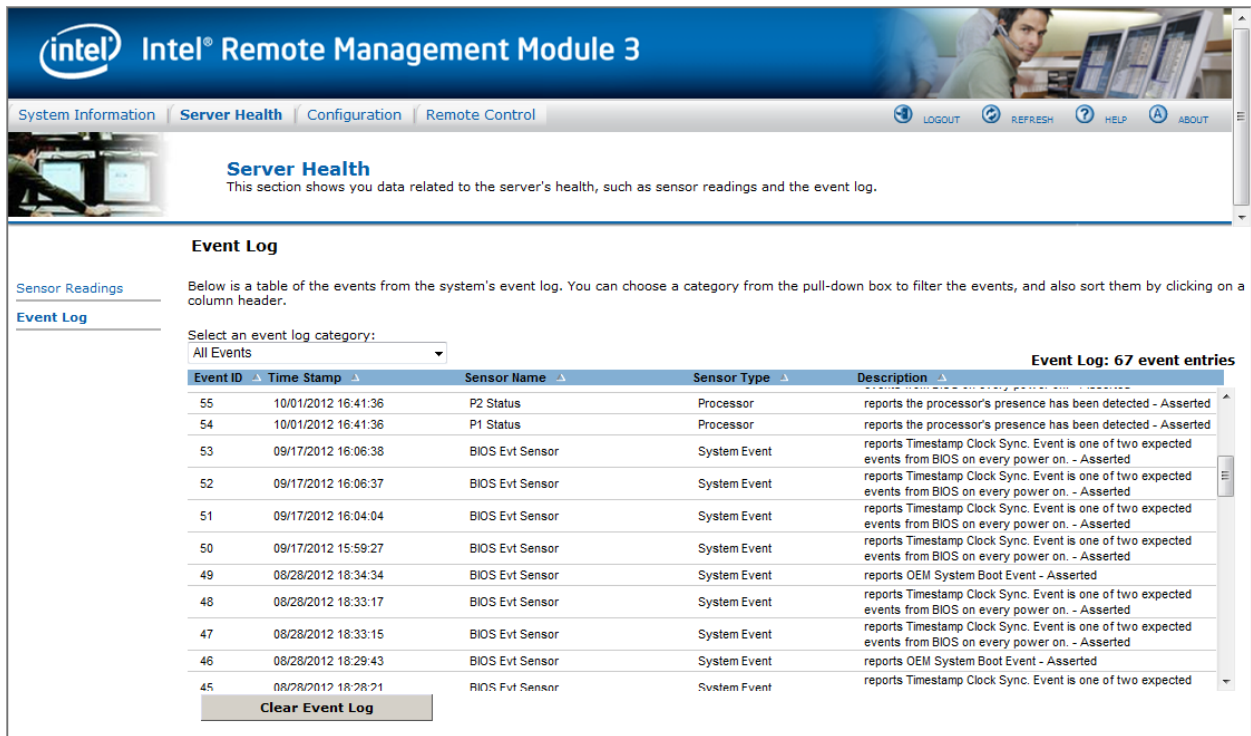 intel Intel® Remote Management Module 3
System Information Server Health Configuration Remote Control LOGOUT REFRESH HELP ABOUT
Server Health
This section shows you data related to the server's health, such as sensor readings and the event log.
Event Log
Sensor Readings
Event Log
Below is a table of the events from the system's event log. You can choose a category from the pull-down box to filter the events, and also sort them by clicking on a
column header.
Select an event log category:
All Events
Event Log: 67 event entries
Event ID Time Stamp Sensor Name Sensor Type Description
55 10/01/2012 16:41:36 P2 Status Processor reports the processor's presence has been detected - Asserted
54 10/01/2012 16:41:36 P1 Status Processor reports the processor's presence has been detected - Asserted
53 09/17/2012 16:06:38 BIOS Evt Sensor System Event reports Timestamp Clock Sync. Event is one of two expected
events from BIOS on every power on. - Asserted
52 09/17/2012 16:06:37 BIOS Evt Sensor System Event reports Timestamp Clock Sync. Event is one of two expected
events from BIOS on every power on. - Asserted
51 09/17/2012 16:04:04 BIOS Evt Sensor System Event reports Timestamp Clock Sync. Event is one of two expected
events from BIOS on every power on. - Asserted
50 09/17/2012 15:59:27 BIOS Evt Sensor System Event reports Timestamp Clock Sync. Event is one of two expected
events from BIOS on every power on. - Asserted
49 08/28/2012 18:34:34 BIOS Evt Sensor System Event reports OEM System Boot Event - Asserted
48 08/28/2012 18:33:17 BIOS Evt Sensor System Event reports Timestamp Clock Sync. Event is one of two expected
events from BIOS on every power on. - Asserted
47 08/28/2012 18:33:15 BIOS Evt Sensor System Event reports Timestamp Clock Sync. Event is one of two expected
events from BIOS on every power on. - Asserted
46 08/28/2012 18:29:43 BIOS Evt Sensor System Event reports OEM System Boot Event - Asserted
45 08/28/2012 18:28:21 BIOS Evt Sensor System Event reports Timestamp Clock Sync. Event is one of two expected
Clear Event Log